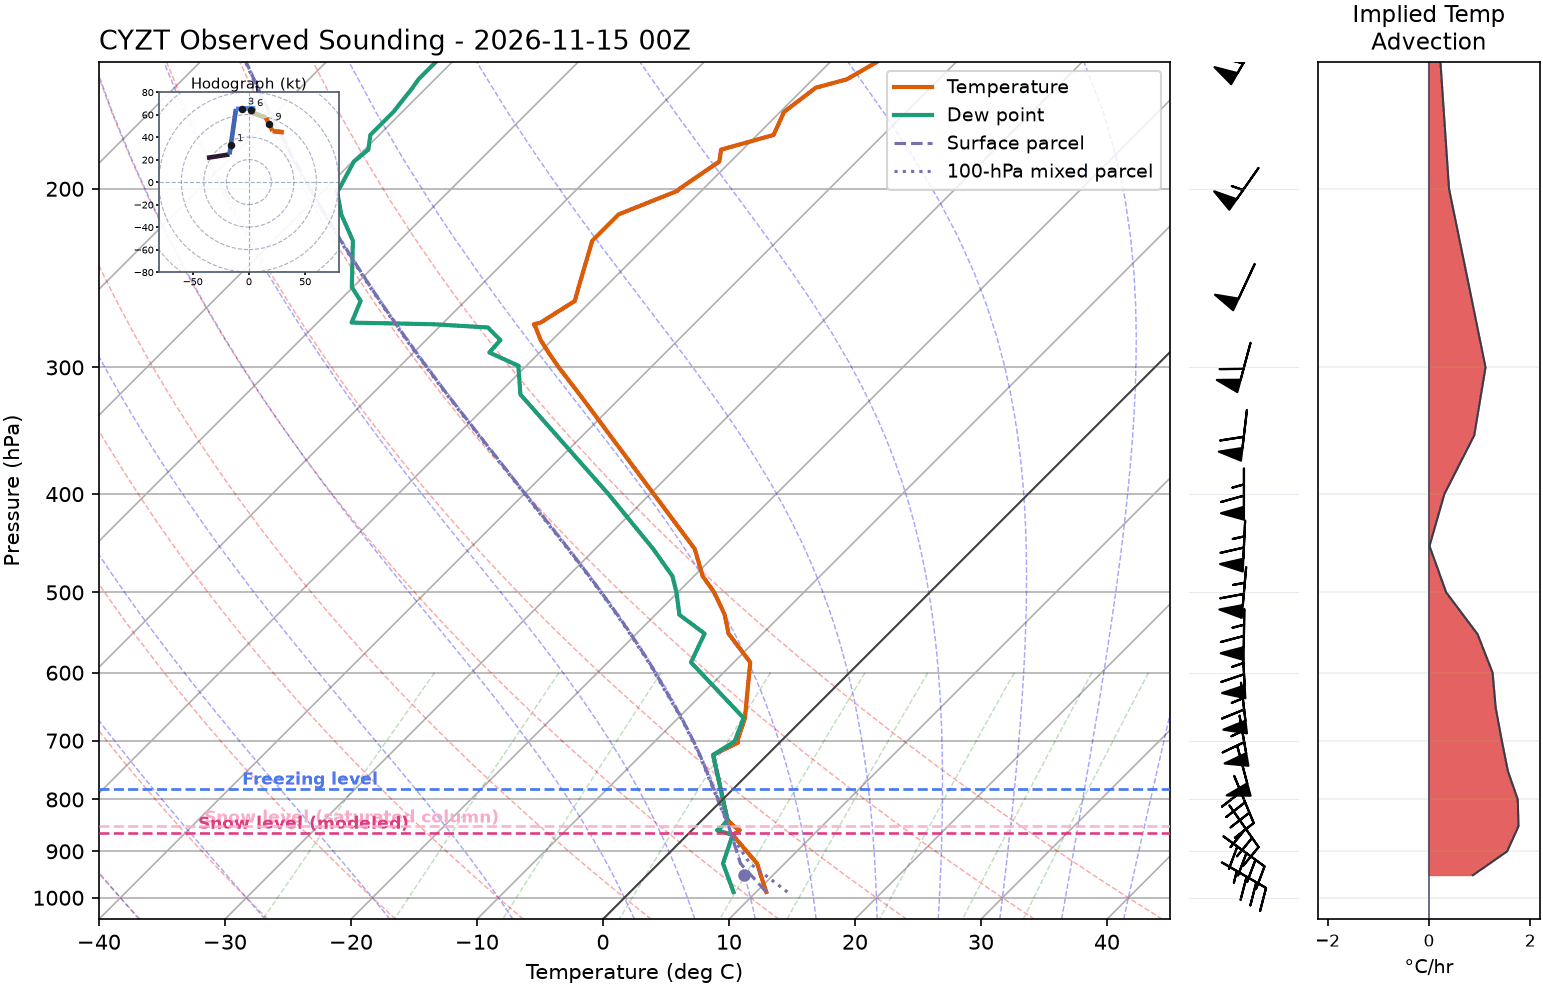 CYZT Observed Sounding - 2026-11-15 00Z
Implied Temp
Advection
Hodograph (kt)
80
60
40
20
0
−20
−40
−60
−80
−50
0
50
1
3
6
9
Temperature
Dew point
Surface parcel
100-hPa mixed parcel
200
300
400
500
600
700
800
900
1000
Pressure (hPa)
Freezing level
Snow level (saturated column)
Snow level (modeled)
−40
−30
−20
−10
0
10
20
30
40
Temperature (deg C)
−2
0
2
°C/hr